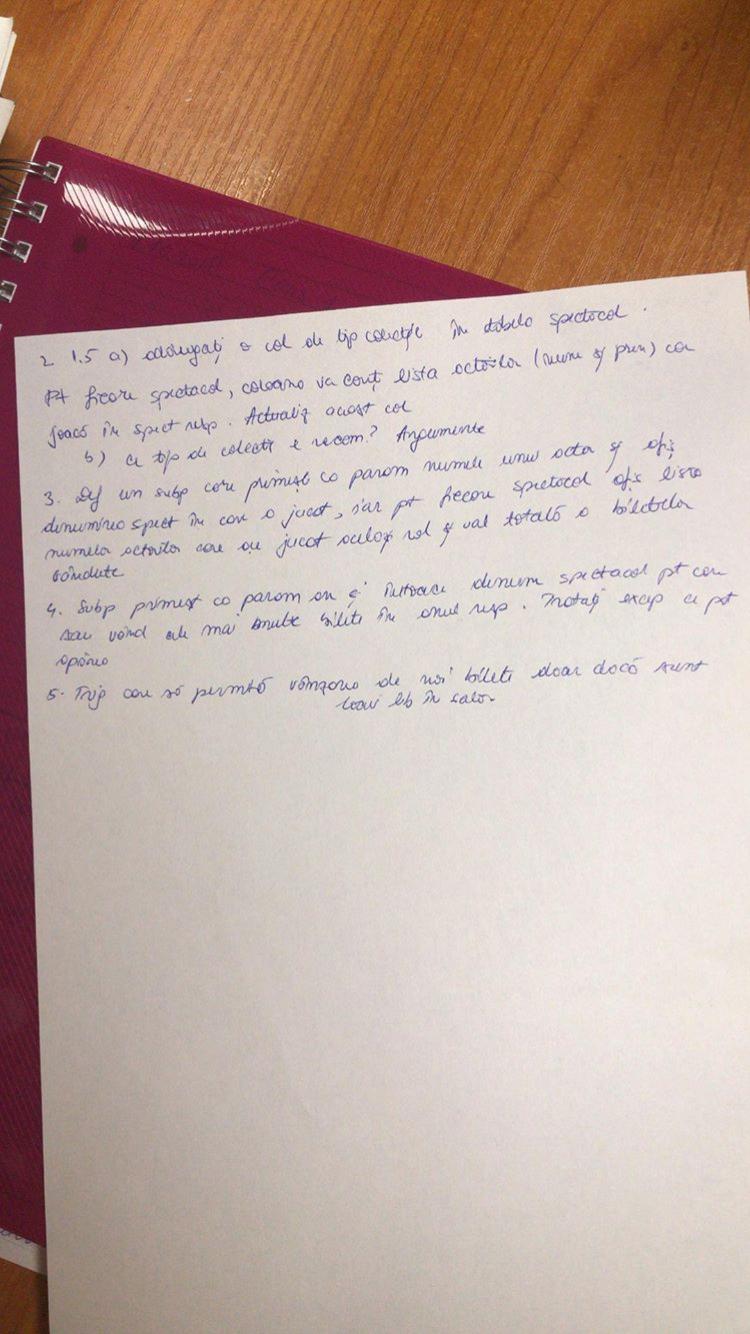 2 1.5 a) adăugați o col de tip colecție în tabela spectacol.
Pt fiecare spectacol, coloana va conț lista actorilor (nume și pren) ca
joacă în spect resp. Actualiz acest col
b) ce tip de colecție e recom? Argumente
3. Def un subp care primește ca param numele unui actor și afiș
denumirea spect în care a jucat, iar pt fiecare spectacol afiș lista
numelor actorilor care au jucat același rol și val totală a biletelor
vândute
4. Subp primește ca param an și întoarce denum spectacol pt care
sau vând cele mai multe bilete în anul resp. Tratați excep ce pot
apărea
5. Trig care să permită vânzarea de noi bilete doar dacă sunt
locuri lib în sală